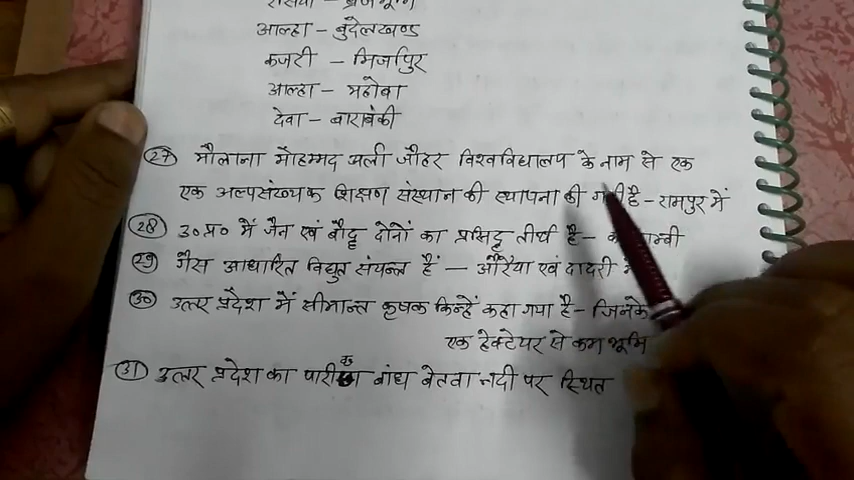 आल्हा - बुन्देलखण्ड
कजरी - मिर्जापुर
आल्हा - महोवा
देवा - बाराबंकी
(27) मौलाना मोहम्मद अली जौहर विश्वविद्यालय के नाम से एक
एक अल्पसंख्यक शिक्षण संस्थान की स्थापना की है - रामपुर में
(28) उ०प्र० में जैन एवं बौद्ध दोनों का प्रसिद्ध तीर्थ है -
(29) गैस आधारित विद्युत संयन्त्र हैं - औरैया एवं दादरी
(30) उत्तर प्रदेश में सीमान्त कृषक किन्हें कहा गया है - जिनके
एक हेक्टेयर से कम भूमि
(31) उत्तर प्रदेश का बांध बेतवा नदी पर स्थित